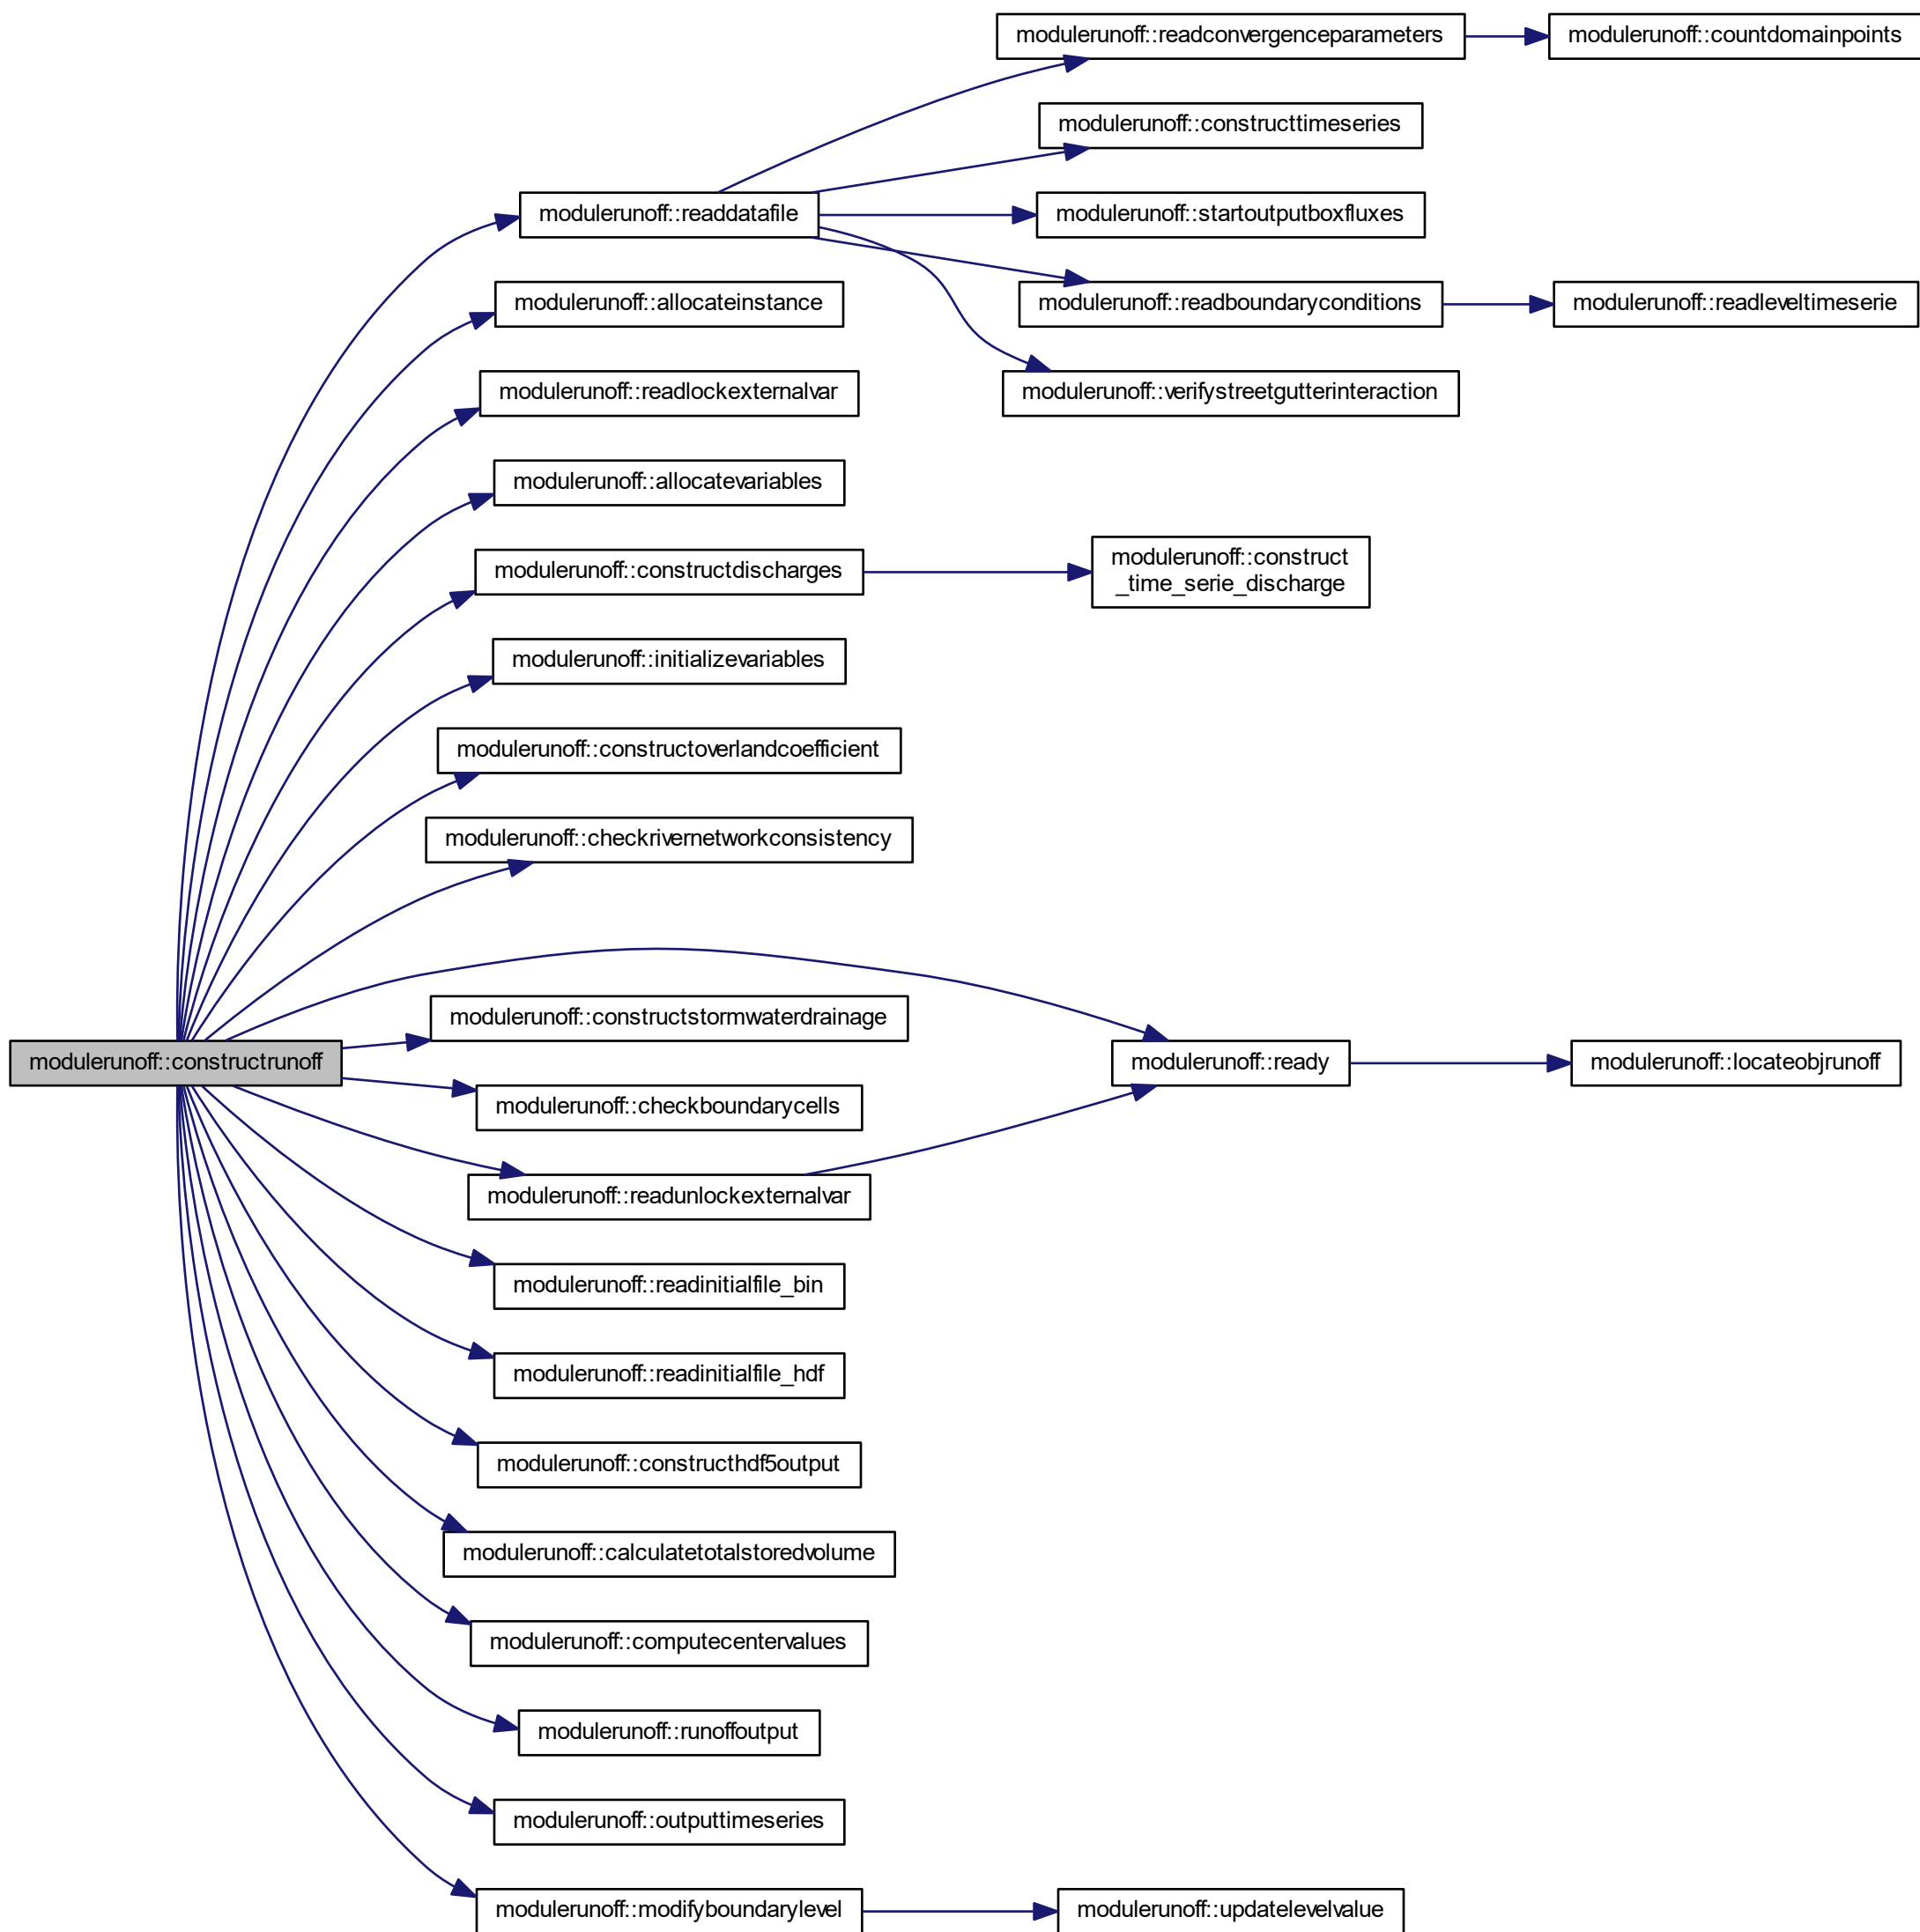 modulerunoff::readconvergenceparameters
modulerunoff::countdomainpoints
modulerunoff::constructtimeseries
modulerunoff::readdatafile
modulerunoff::startoutputboxfluxes
modulerunoff::allocateinstance
modulerunoff::readboundaryconditions
modulerunoff::readleveltimeserie
modulerunoff::readlockexternalvar
modulerunoff::verifystreetgutterinteraction
modulerunoff::allocatevariables
modulerunoff::constructdischarges
modulerunoff::construct
_time_serie_discharge
modulerunoff::initializevariables
modulerunoff::constructoverlandcoefficient
modulerunoff::checkrivernetworkconsistency
modulerunoff::constructstormwaterdrainage
modulerunoff::constructrunoff
modulerunoff::ready
modulerunoff::locateobjrunoff
modulerunoff::checkboundarycells
modulerunoff::readunlockexternalvar
modulerunoff::readinitialfile_bin
modulerunoff::readinitialfile_hdf
modulerunoff::constructhdf5output
modulerunoff::calculatetotalstoredvolume
modulerunoff::computecentervalues
modulerunoff::runoffoutput
modulerunoff::outputtimeseries
modulerunoff::modifyboundarylevel
modulerunoff::updatelevelvalue